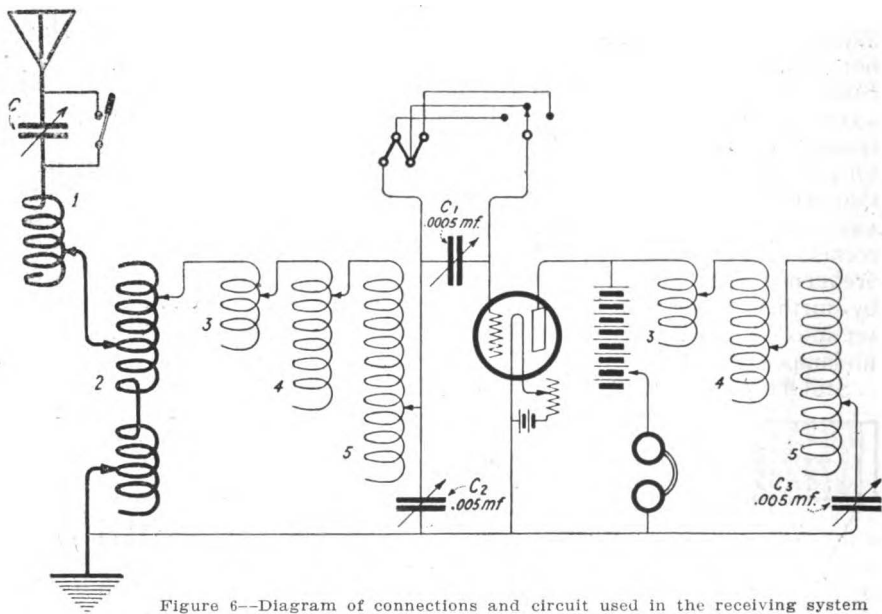 C
1
C1
.0005 mf.
3
3
2
4
4
5
5
C2
.005 mf.
C3
.005 mf.
Figure 6--Diagram of connections and circuit used in the receiving system